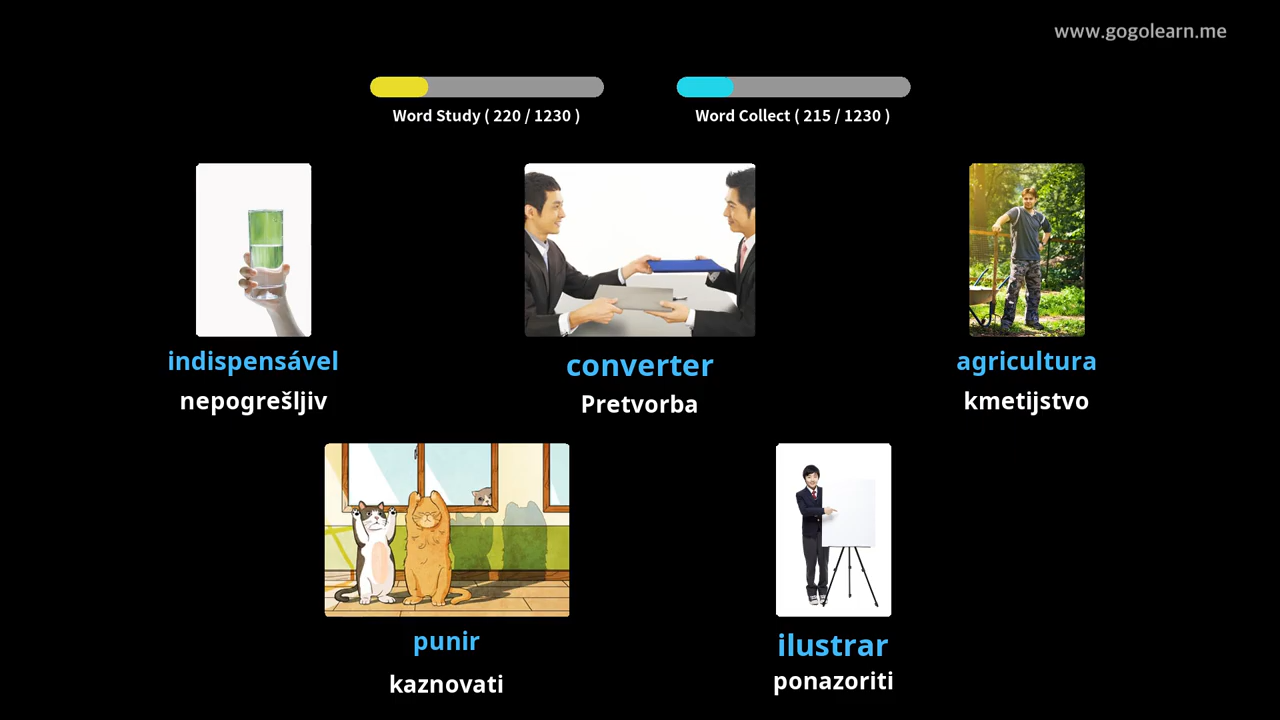 www.gogolearn.me
Word Study ( 220 / 1230 )
Word Collect ( 215 / 1230 )
indispensável
nepogrešljiv
converter
Pretvorba
agricultura
kmetijstvo
punir
kaznovati
ilustrar
ponazoriti